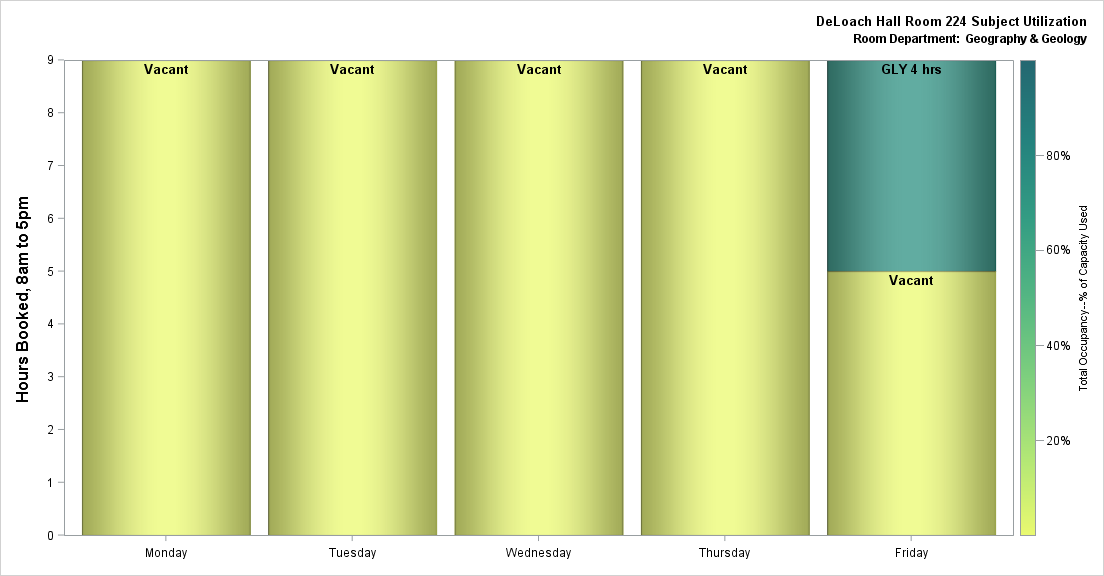 DeLoach Hall Room 224 Subject Utilization
Room Department: Geography & Geology
Hours Booked, 8am to 5pm
9
8
7
6
5
4
3
2
1
0
Vacant
Vacant
Vacant
Vacant
GLY 4 hrs
Vacant
Monday
Tuesday
Wednesday
Thursday
Friday
80%
60%
40%
20%
Total Occupancy--% of Capacity Used